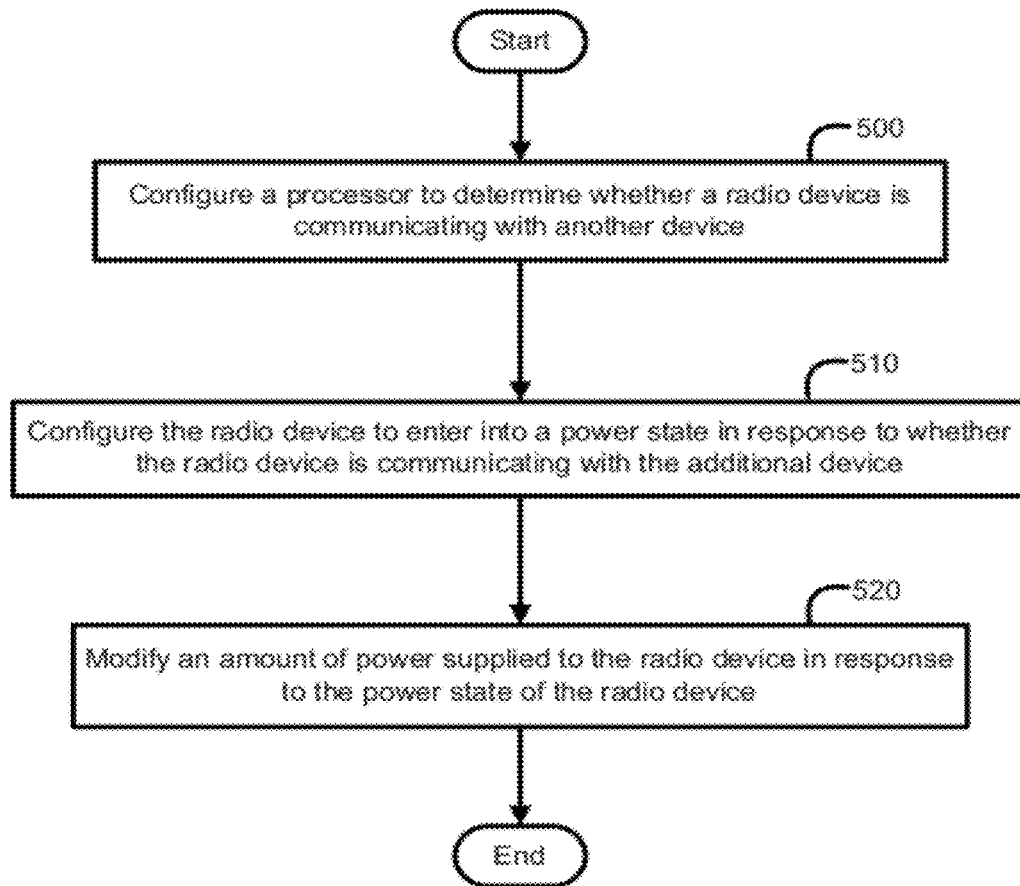 Start
500
Configure a processor to determine whether a radio device is
communicating with another device
510
Configure the radio device to enter into a power state in response to whether
the radio device is communicating with the additional device
520
Modify an amount of power supplied to the radio device in response
to the power state of the radio device
End